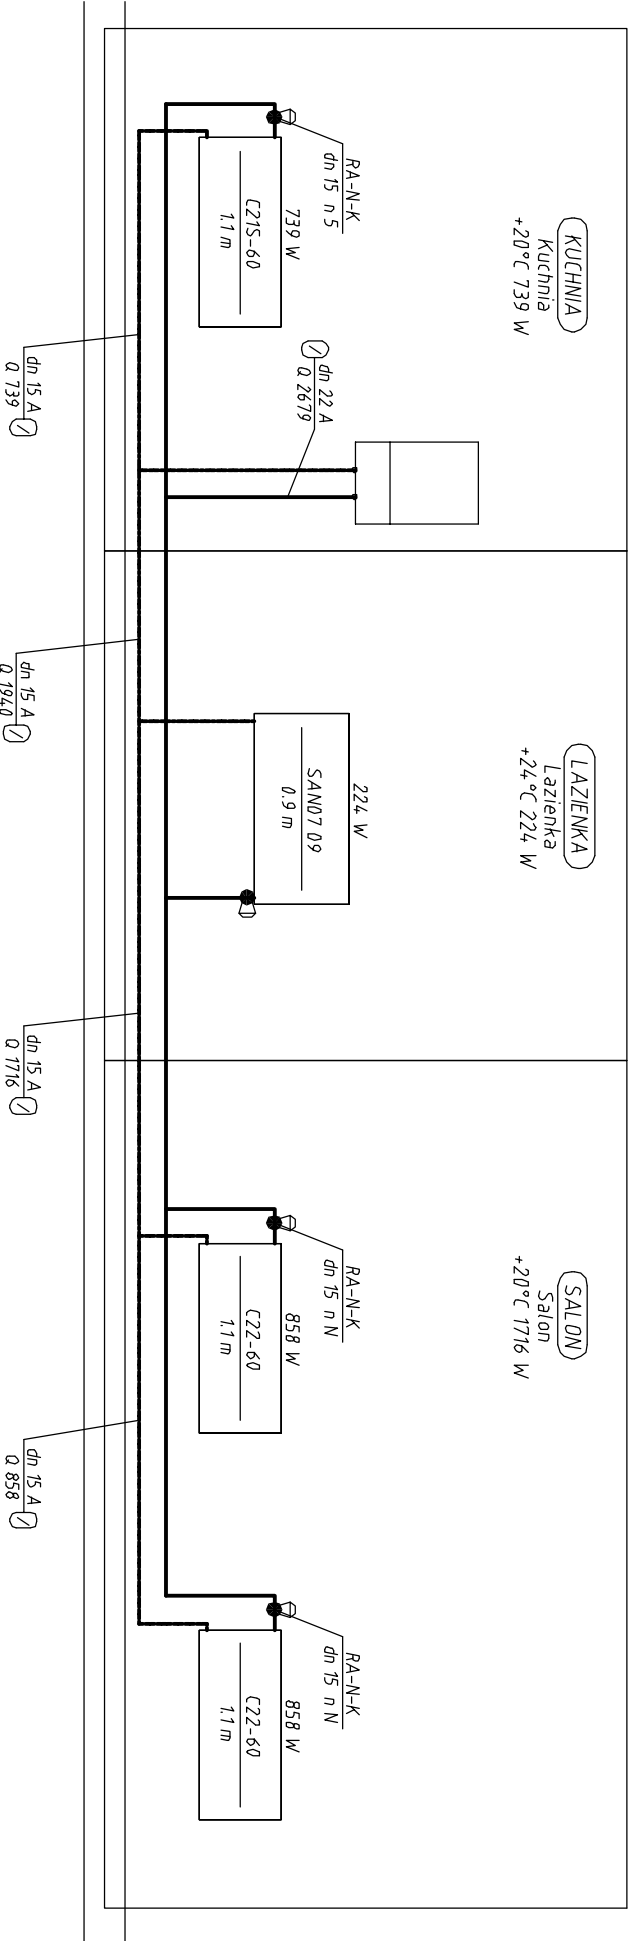 KUCHNIA
Kuchnia
+20°C 739 W
RA-N-K
dn 15 n 5
739 W
C21S-60
1.1 m
dn 22 A
Q 2679
dn 15 A
Q 739
LAZIENKA
Lazienka
+24°C 224 W
224 W
SAN07 09
0.9 m
dn 15 A
Q 1940
dn 15 A
Q 1716
SALON
Salon
+20°C 1716 W
RA-N-K
dn 15 n N
858 W
C22-60
1.1 m
dn 15 A
Q 858
RA-N-K
dn 15 n N
858 W
C22-60
1.1 m